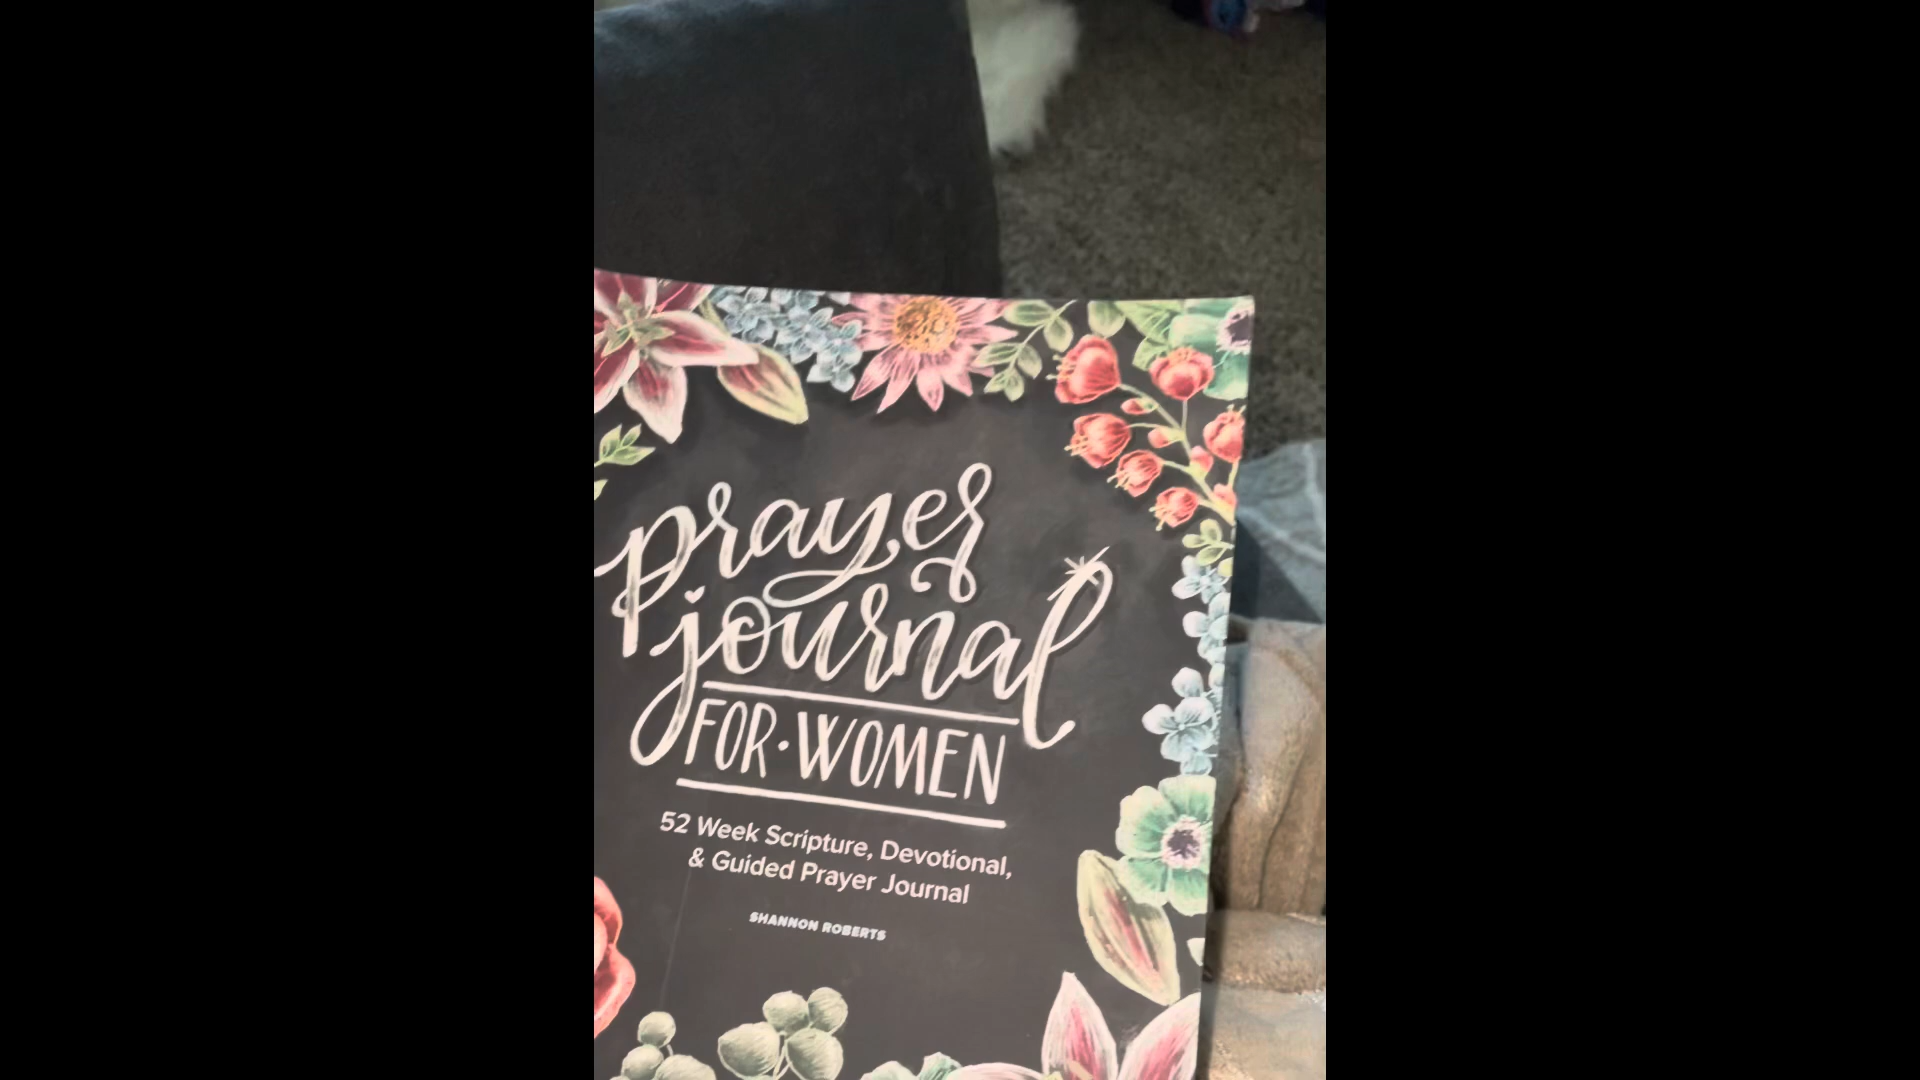 prayer
journal
FOR·WOMEN
52 Week Scripture, Devotional,
& Guided Prayer Journal
SHANNON ROBERTS